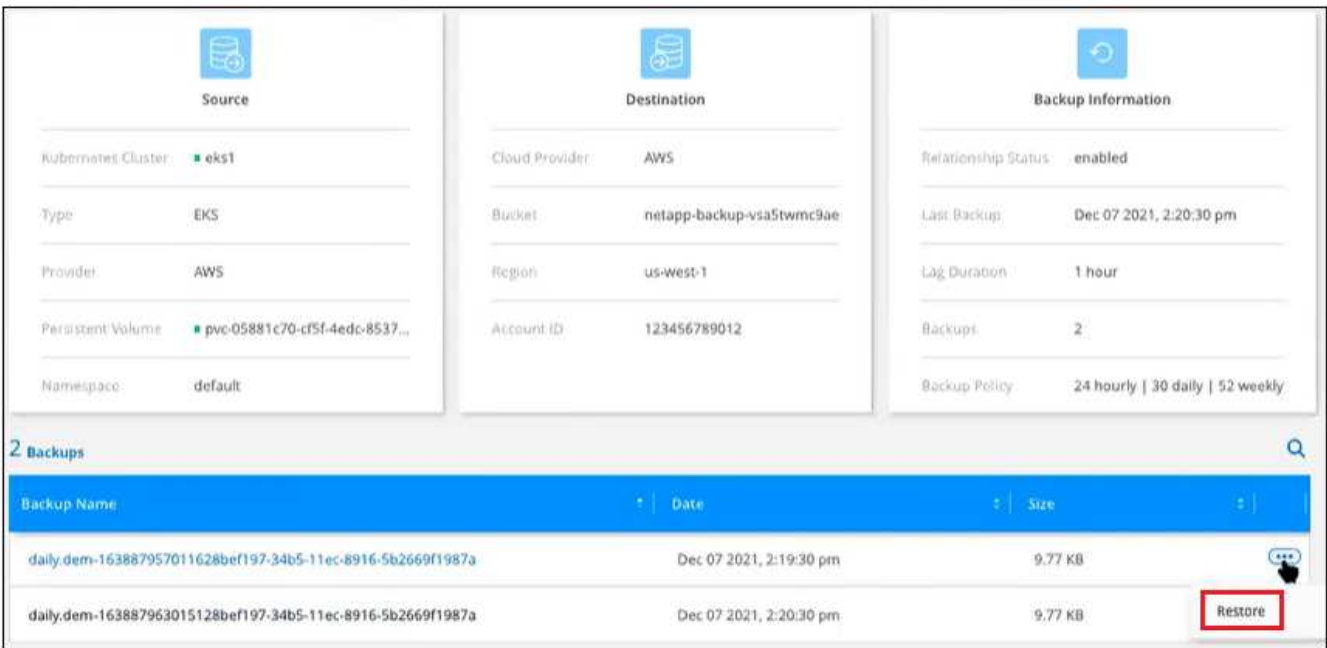 Source
Kubernetes Cluster eks1
Type EKS
Provider AWS
Persistent Volume pvc-05881c70-cf5f-4edc-8537...
Namespace default
Destination
Cloud Provider AWS
Bucket netapp-backup-vsa5twmc9ae
Region us-west-1
Account ID 123456789012
Backup Information
Relationship Status enabled
Last Backup Dec 07 2021, 2:20:30 pm
Lag Duration 1 hour
Backups 2
Backup Policy 24 hourly | 30 daily | 52 weekly
2 Backups
Backup Name Date Size
daily.dem-163887957011628bef197-34b5-11ec-8916-5b2669f1987a Dec 07 2021, 2:19:30 pm 9.77 KB
daily.dem-163887963015128bef197-34b5-11ec-8916-5b2669f1987a Dec 07 2021, 2:20:30 pm 9.77 KB
Restore